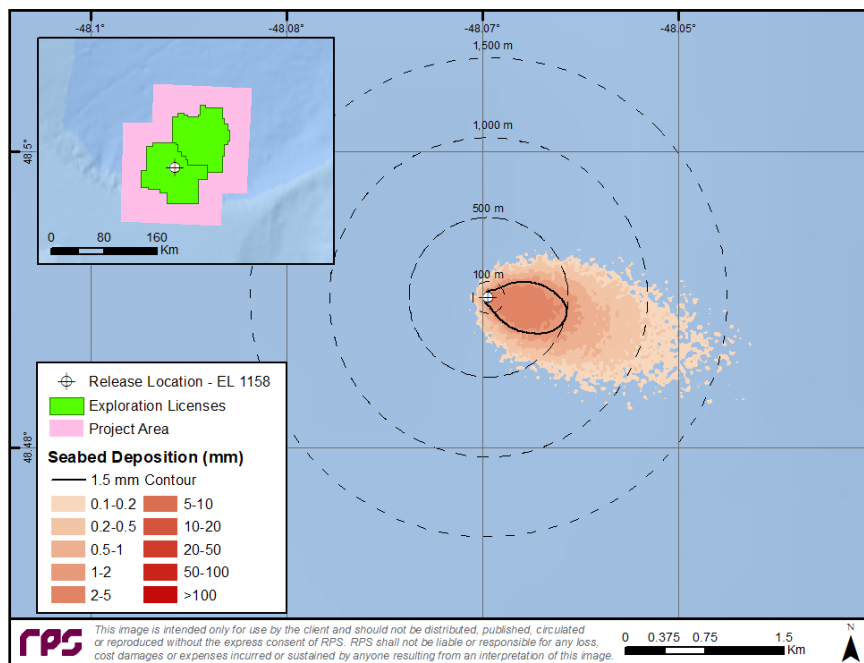 -48.1
-48.08
-48.07
-48.05
1,500 m
1,000 m
500 m
100 m
48.5
48.48
0 80 160
Km
Release Location - EL 1158
Exploration Licenses
Project Area
Seabed Deposition (mm)
1.5 mm Contour
0.1-0.2 5-10
0.2-0.5 10-20
0.5-1 20-50
1-2 50-100
2-5 >100
rps
This image is intended only for use by the client and should not be distributed, published, circulated
or reproduced without the express consent of RPS. RPS shall not be liable or responsible for any loss,
cost damages or expenses incurred or sustained by anyone resulting from an interpretation of this image.
0 0.375 0.75 1.5
Km
N